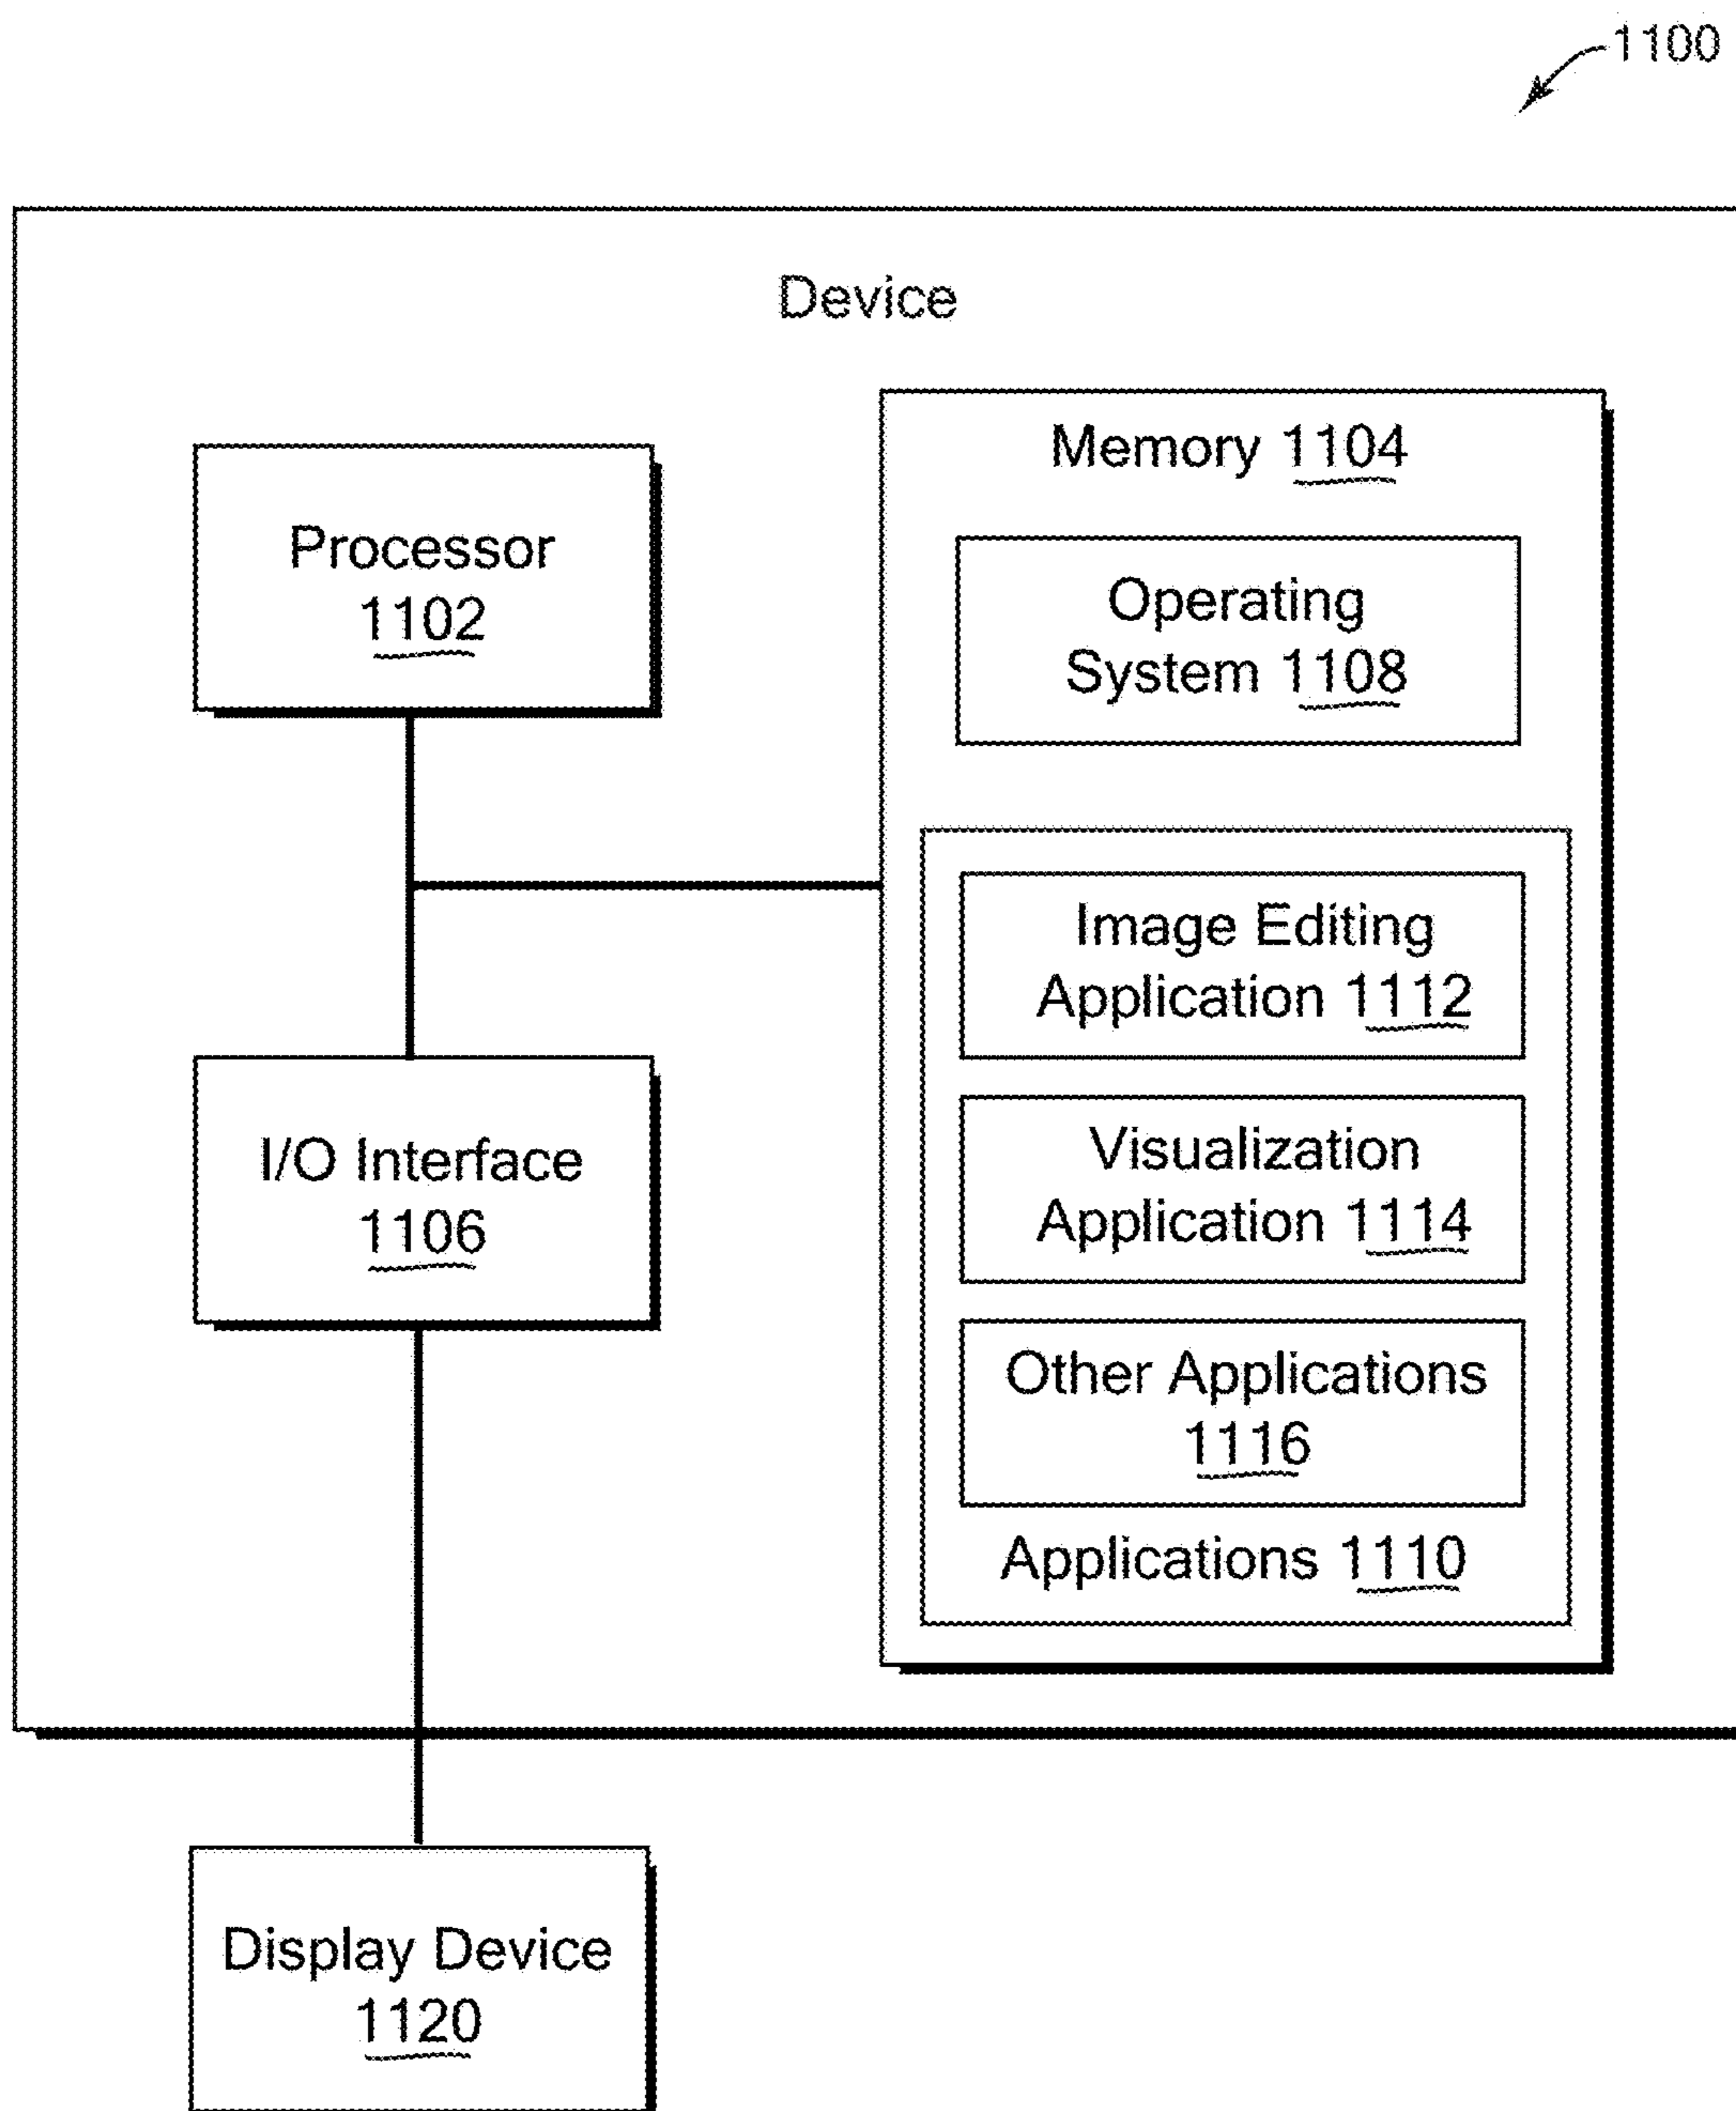 1100
Device
Processor
1102
Memory 1104
Operating
System 1108
Image Editing
Application 1112
I/O Interface
1106
Visualization
Application 1114
Other Applications
1116
Applications 1110
Display Device
1120